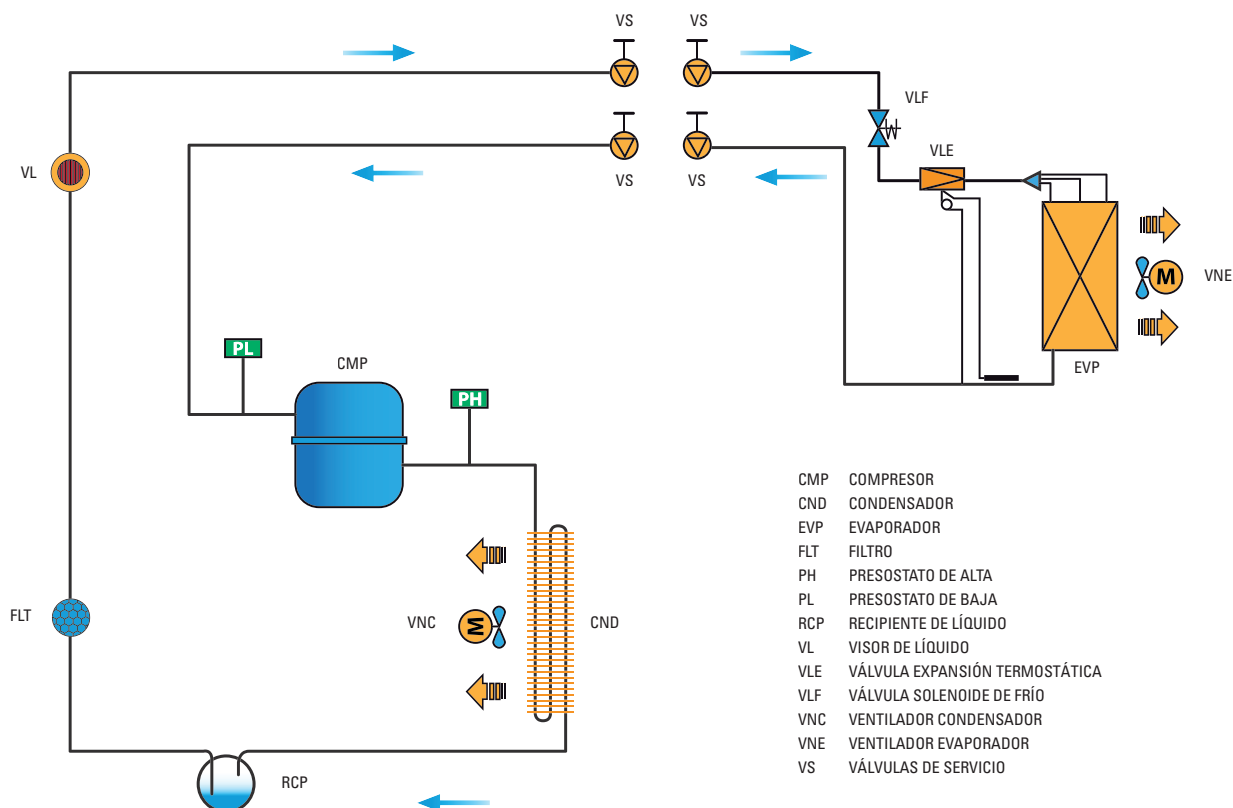 VS VS
VLF
VL
VLE
VS VS
M VNE
PL
CMP
EVP
PH
CMP COMPRESOR
CND CONDENSADOR
EVP EVAPORADOR
FLT FILTRO
PH PRESOSTATO DE ALTA
PL PRESOSTATO DE BAJA
RCP RECIPIENTE DE LÍQUIDO
VL VISOR DE LÍQUIDO
VLE VÁLVULA EXPANSIÓN TERMOSTÁTICA
VLF VÁLVULA SOLENOIDE DE FRÍO
VNC VENTILADOR CONDENSADOR
VNE VENTILADOR EVAPORADOR
VS VÁLVULAS DE SERVICIO
FLT
VNC M CND
RCP